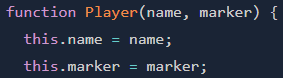 function Player(name, marker) {
this.name = name;
this.marker = marker;